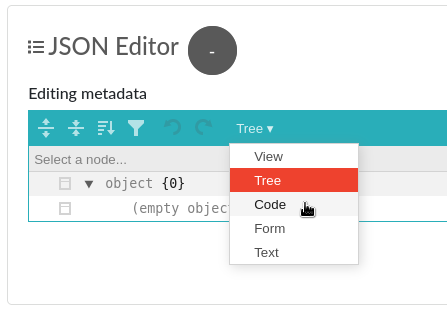 JSON Editor
-
Editing metadata
Tree ▾
Select a node...
View
▼ object {0}
Tree
(empty objec
Code
Form
Text